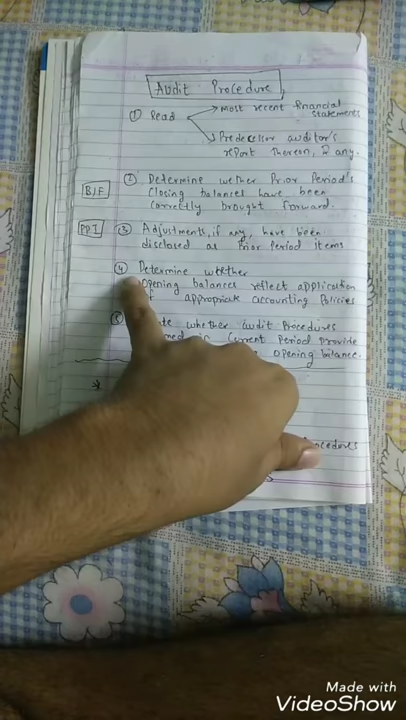 Audit Procedure
① Read → Most recent financial
statements
→ Predecessor auditor's
report thereon, if any.
② Determine wether Prior Period's
B/F closing balances have been
correctly brought forward.
PPI ③ Adjustments, if any, have been
disclosed as Prior Period items
④ Determine wether
opening balances reflect application
appropriate accounting Policies
whether audit Procedures
current Period Provide
opening balance.
*
Procedures
Made with
VideoShow